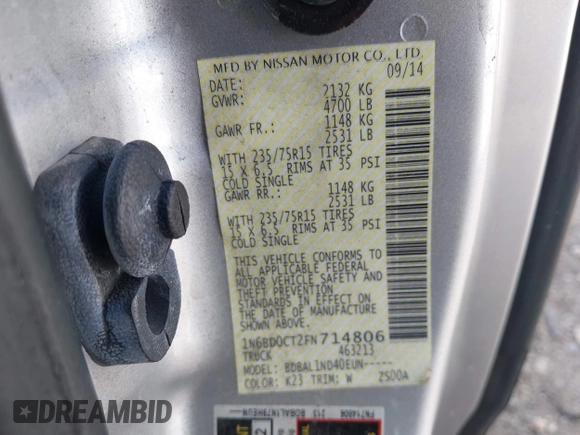 MFD BY NISSAN MOTOR CO., LTD.
DATE: 09/14
GVWR: 2132 KG
4700 LB
GAWR FR.: 1148 KG
2531 LB
WITH 235/75R15 TIRES
15 X 6.5 RIMS AT 35 PSI
COLD SINGLE
GAWR RR.: 1148 KG
2531 LB
WITH 235/75R15 TIRES
15 X 6.5 RIMS AT 35 PSI
COLD SINGLE
THIS VEHICLE CONFORMS TO
ALL APPLICABLE FEDERAL
MOTOR VEHICLE SAFETY AND
THEFT PREVENTION
STANDARDS IN EFFECT ON
THE DATE OF MANUFACTURE
SHOWN ABOVE.
1N6BD0CT2FN714806
TRUCK 463213
MODEL: BDBAL1ND40EUN-----
COLOR: K23 TRIM: W 2S00A
DREAMBID